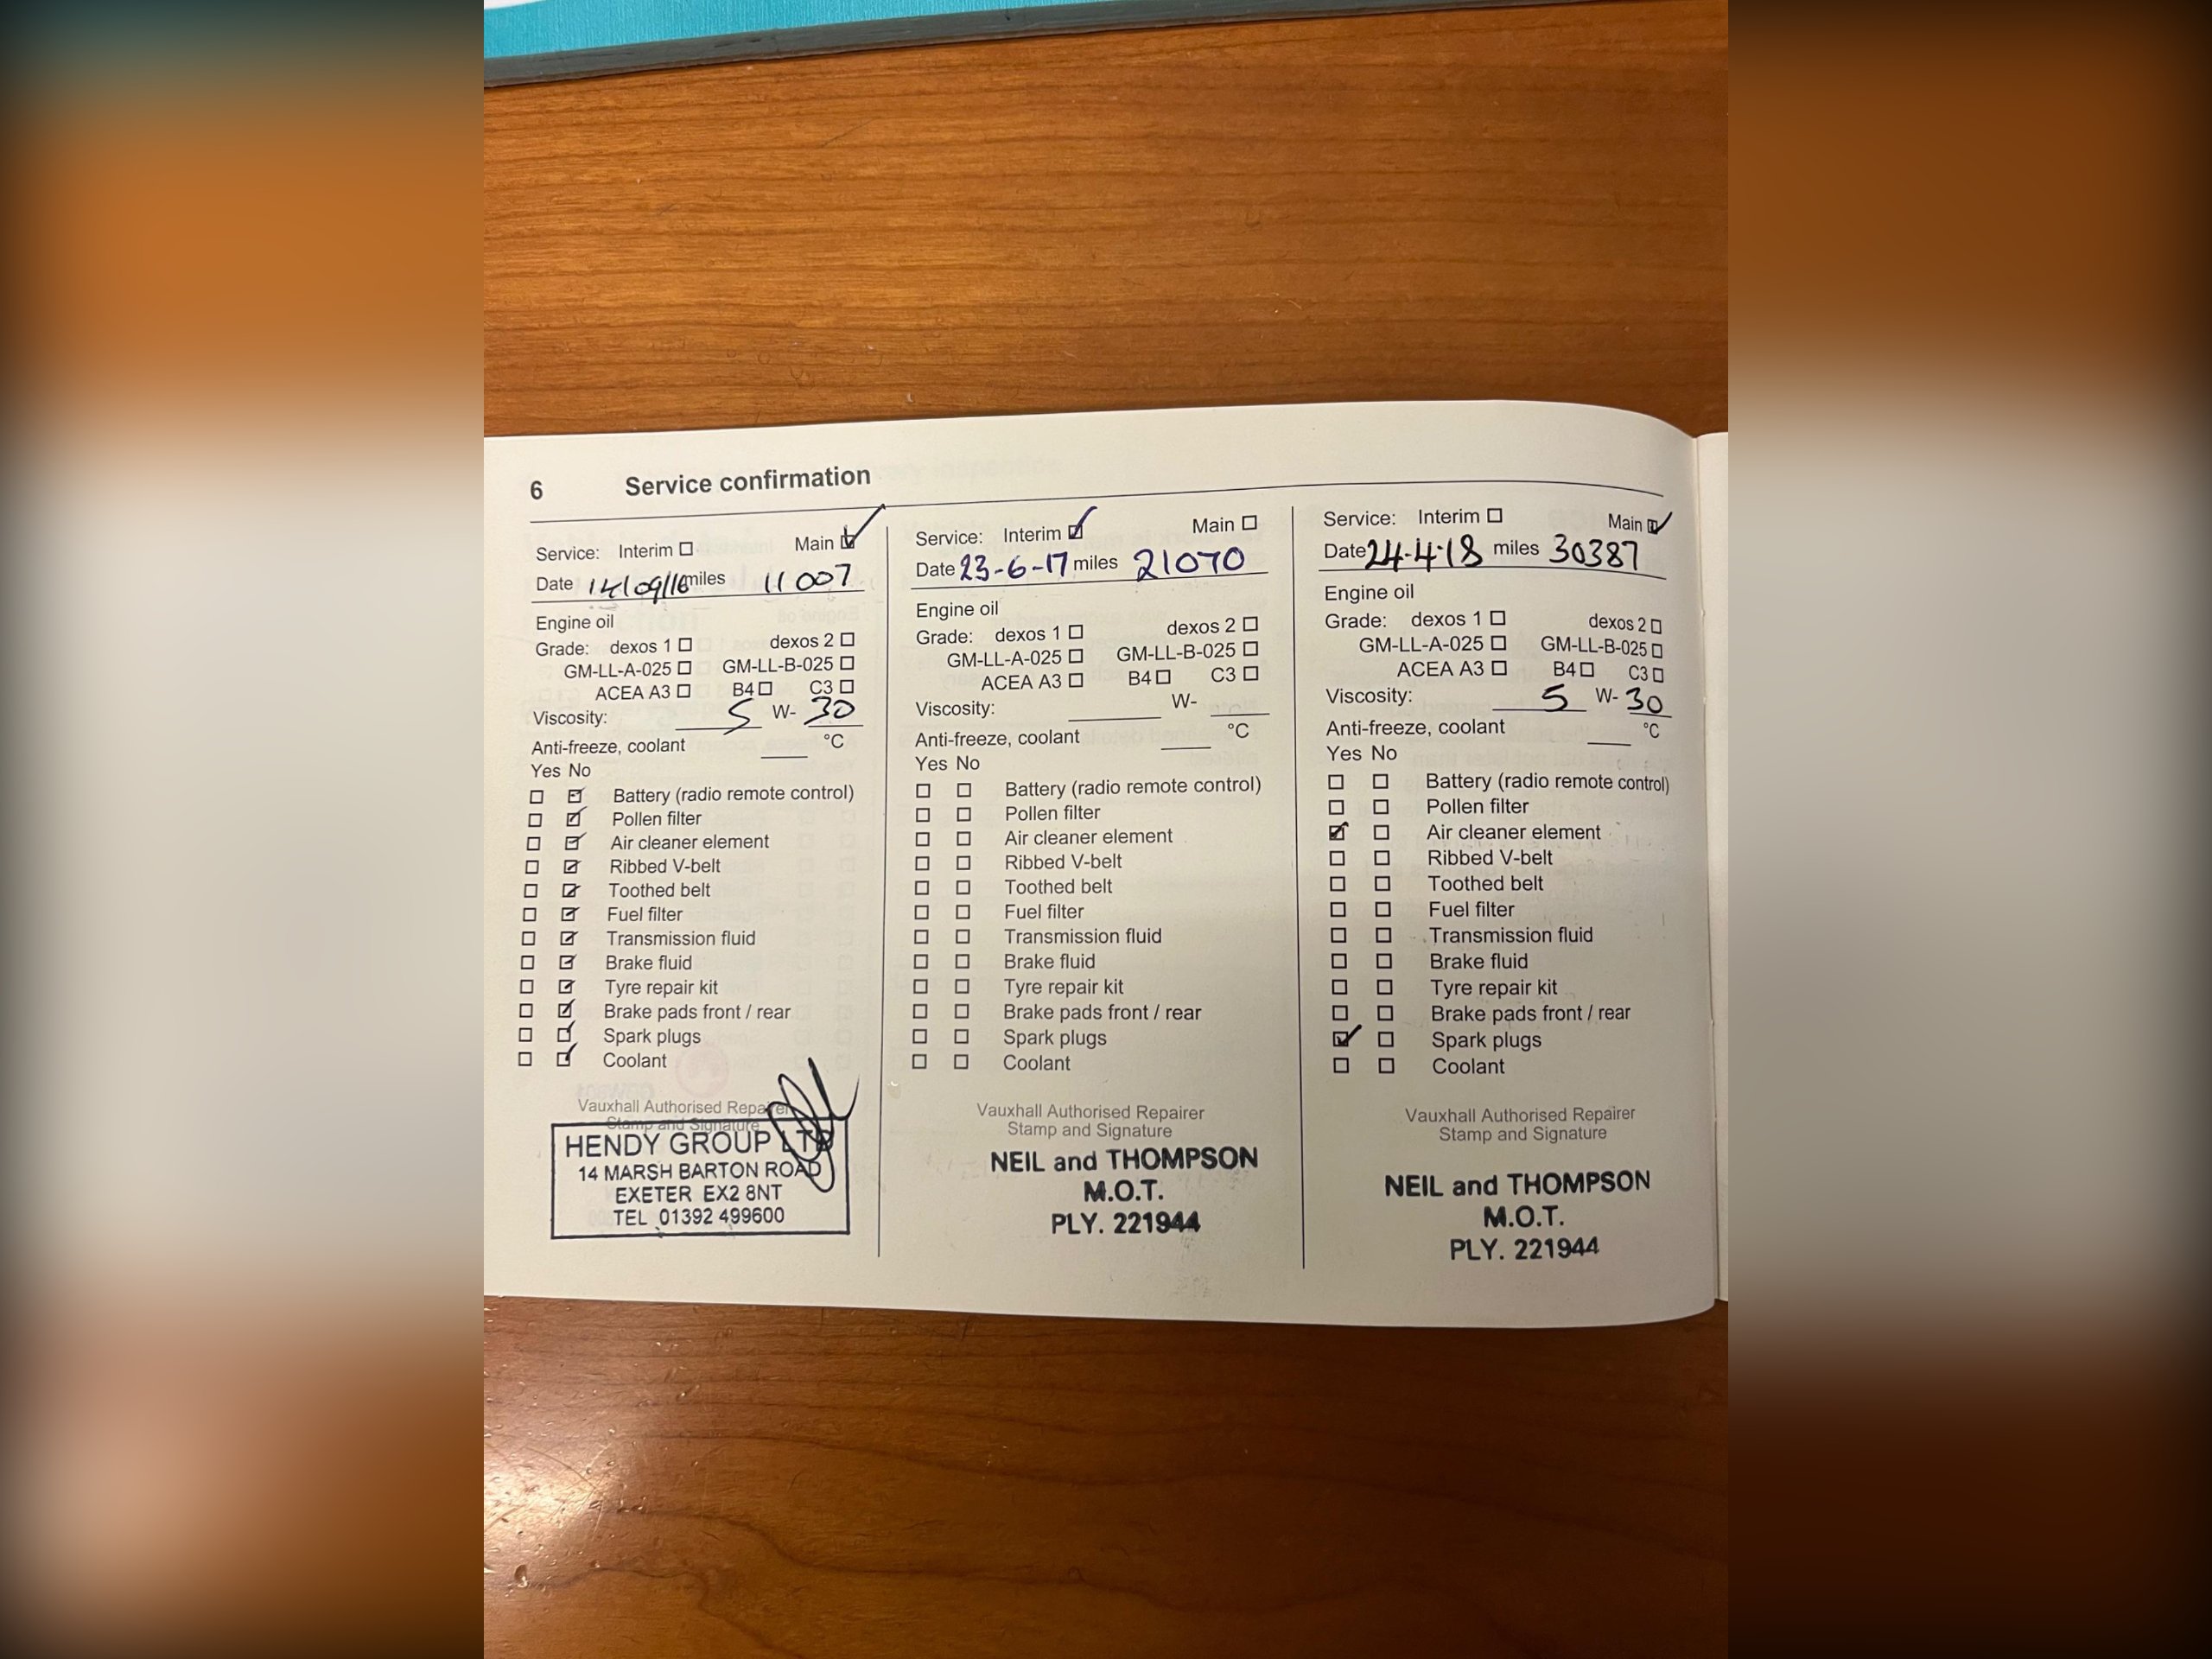 6 Service confirmation
Service: Interim ☐ Main ☑
Date 14/09/16 miles 11007
Engine oil
Grade: dexos 1 ☐ dexos 2 ☐
GM-LL-A-025 ☐ GM-LL-B-025 ☐
ACEA A3 ☐ B4 ☐ C3 ☐
Viscosity: 5 W- 30
Anti-freeze, coolant ____ °C
Yes No
☐ ☑ Battery (radio remote control)
☐ ☑ Pollen filter
☐ ☑ Air cleaner element
☐ ☑ Ribbed V-belt
☐ ☑ Toothed belt
☐ ☑ Fuel filter
☐ ☑ Transmission fluid
☐ ☑ Brake fluid
☐ ☑ Tyre repair kit
☐ ☑ Brake pads front / rear
☐ ☑ Spark plugs
☐ ☑ Coolant
Vauxhall Authorised Repairer
Stamp and Signature
HENDY GROUP LTD
14 MARSH BARTON ROAD
EXETER EX2 8NT
TEL 01392 499600
Service: Interim ☑ Main ☐
Date 23-6-17 miles 21070
Engine oil
Grade: dexos 1 ☐ dexos 2 ☐
GM-LL-A-025 ☐ GM-LL-B-025 ☐
ACEA A3 ☐ B4 ☐ C3 ☐
Viscosity: ____ W- ____
Anti-freeze, coolant ____ °C
Yes No
☐ ☐ Battery (radio remote control)
☐ ☐ Pollen filter
☐ ☐ Air cleaner element
☐ ☐ Ribbed V-belt
☐ ☐ Toothed belt
☐ ☐ Fuel filter
☐ ☐ Transmission fluid
☐ ☐ Brake fluid
☐ ☐ Tyre repair kit
☐ ☐ Brake pads front / rear
☐ ☐ Spark plugs
☐ ☐ Coolant
Vauxhall Authorised Repairer
Stamp and Signature
NEIL and THOMPSON
M.O.T.
PLY. 221944
Service: Interim ☐ Main ☑
Date 24-4-18 miles 30387
Engine oil
Grade: dexos 1 ☐ dexos 2 ☐
GM-LL-A-025 ☐ GM-LL-B-025 ☐
ACEA A3 ☐ B4 ☐ C3 ☐
Viscosity: 5 W- 30
Anti-freeze, coolant ____ °C
Yes No
☐ ☐ Battery (radio remote control)
☐ ☐ Pollen filter
☑ ☐ Air cleaner element
☐ ☐ Ribbed V-belt
☐ ☐ Toothed belt
☐ ☐ Fuel filter
☐ ☐ Transmission fluid
☐ ☐ Brake fluid
☐ ☐ Tyre repair kit
☐ ☐ Brake pads front / rear
☑ ☐ Spark plugs
☐ ☐ Coolant
Vauxhall Authorised Repairer
Stamp and Signature
NEIL and THOMPSON
M.O.T.
PLY. 221944